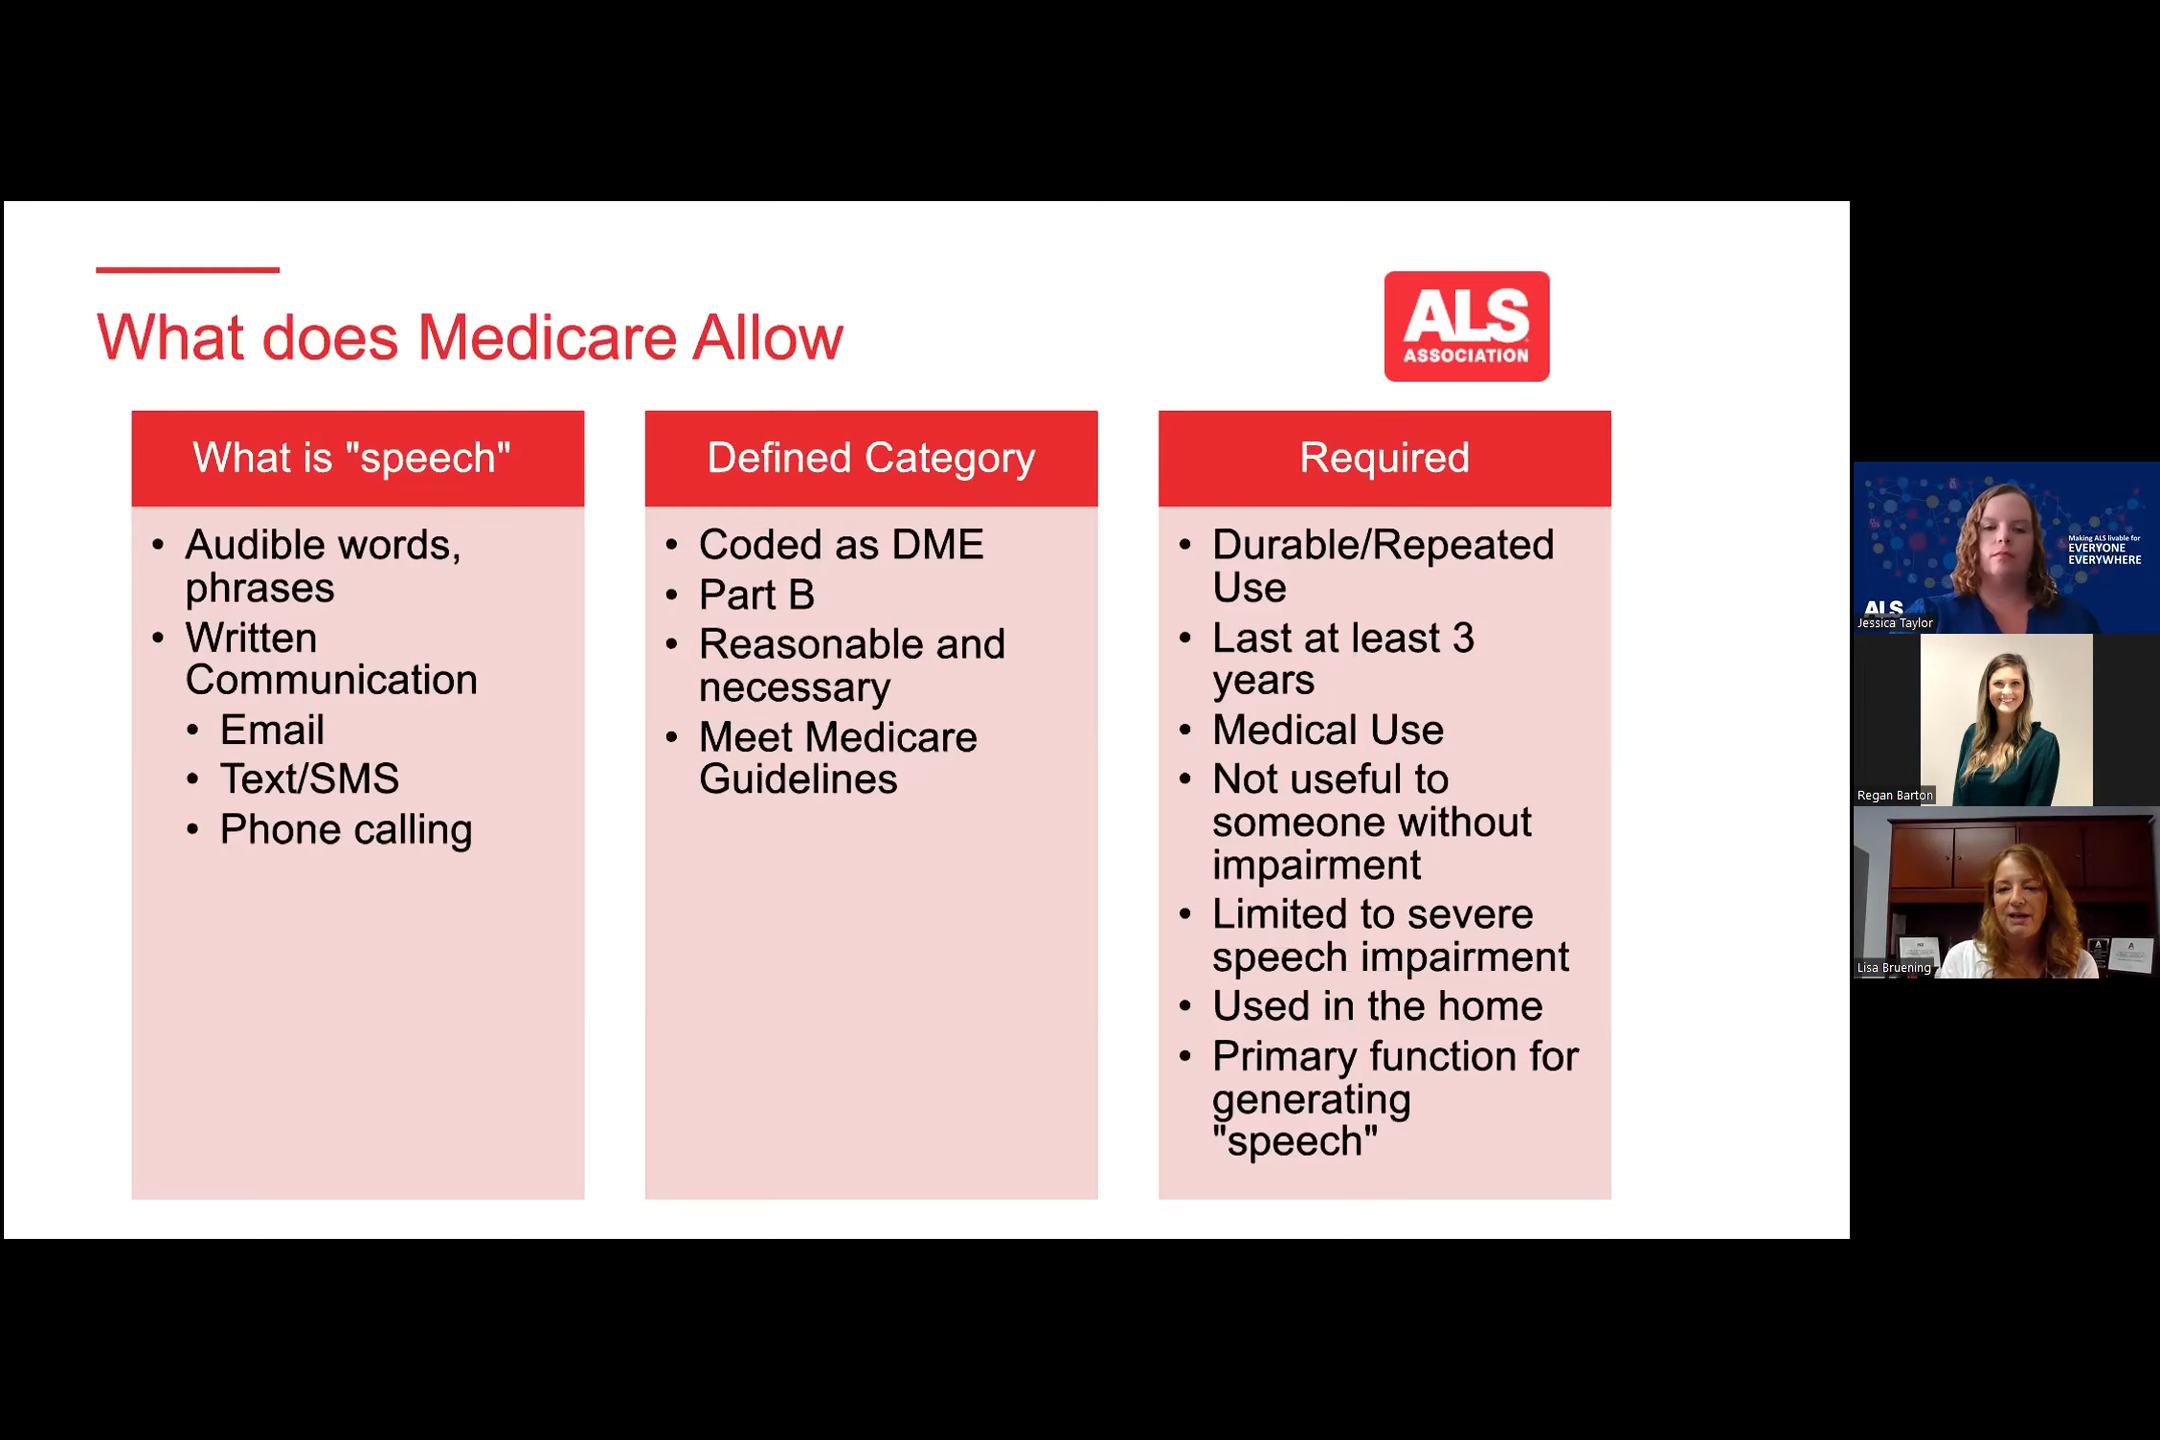 What does Medicare Allow
ALS
ASSOCIATION
What is "speech"
• Audible words,
phrases
• Written
Communication
• Email
• Text/SMS
• Phone calling
Defined Category
• Coded as DME
• Part B
• Reasonable and
necessary
• Meet Medicare
Guidelines
Required
• Durable/Repeated
Use
• Last at least 3
years
• Medical Use
• Not useful to
someone without
impairment
• Limited to severe
speech impairment
• Used in the home
• Primary function for
generating
"speech"
Making ALS livable for
EVERYONE
EVERYWHERE
ALS
Jessica Taylor
Regan Barton
Lisa Bruening